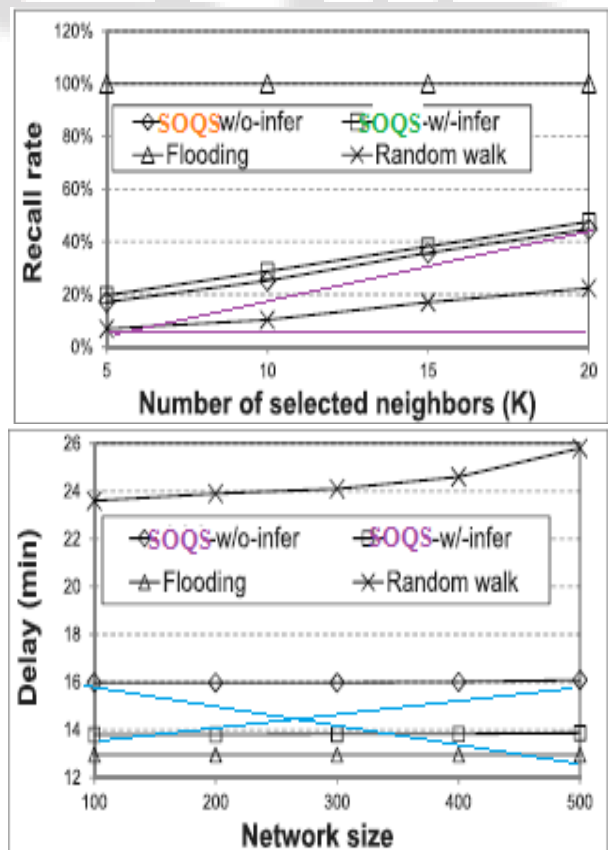 120%
100%
80%
60%
40%
20%
0%
Recall rate
SOQS w/o-infer
SOQS-w/-infer
Flooding
Random walk
5
10
15
20
Number of selected neighbors (K)
26
24
22
20
18
16
14
12
Delay (min)
SOQS-w/o-infer
SOQS-w/-infer
Flooding
Random walk
100
200
300
400
500
Network size